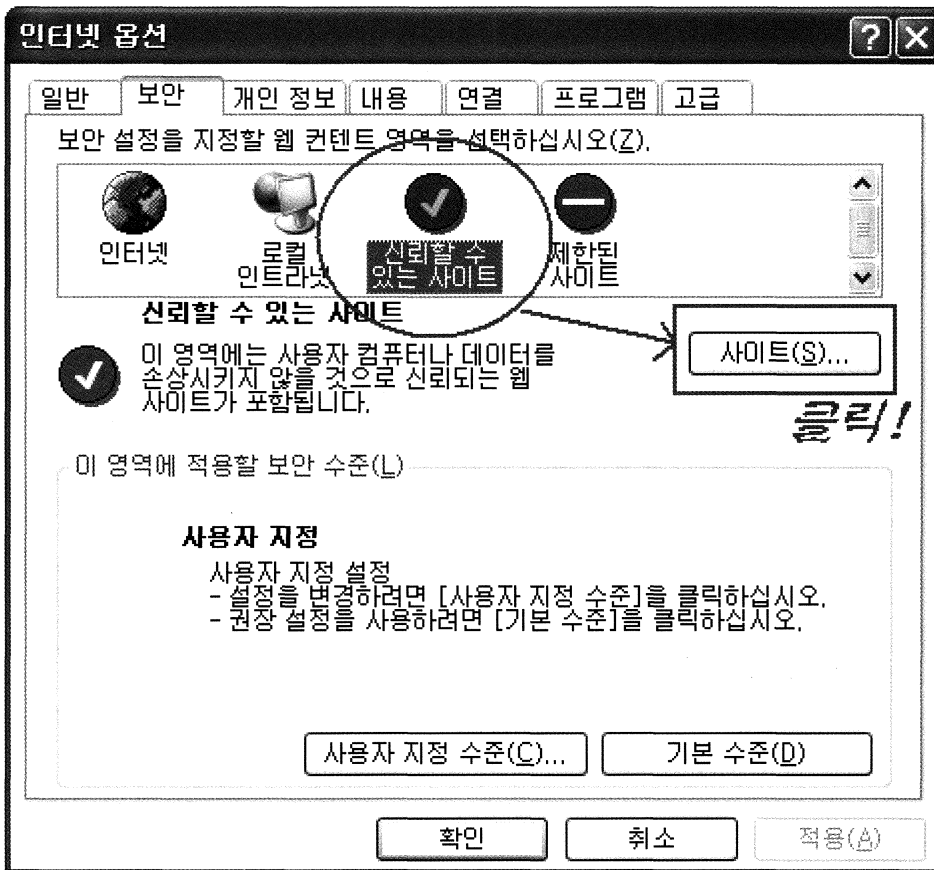 인터넷 옵션
일반 보안 개인 정보 내용 연결 프로그램 고급
보안 설정을 지정할 웹 컨텐트 영역을 선택하십시오(Z).
인터넷
로컬
인트라넷
신뢰할 수
있는 사이트
제한된
사이트
신뢰할 수 있는 사이트
이 영역에는 사용자 컴퓨터나 데이터를
손상시키지 않을 것으로 신뢰되는 웹
사이트가 포함됩니다.
사이트(S)...
클릭!
이 영역에 적용할 보안 수준(L)
사용자 지정
사용자 지정 설정
- 설정을 변경하려면 [사용자 지정 수준]을 클릭하십시오.
- 권장 설정을 사용하려면 [기본 수준]을 클릭하십시오.
사용자 지정 수준(C)... 기본 수준(D)
확인 취소 적용(A)